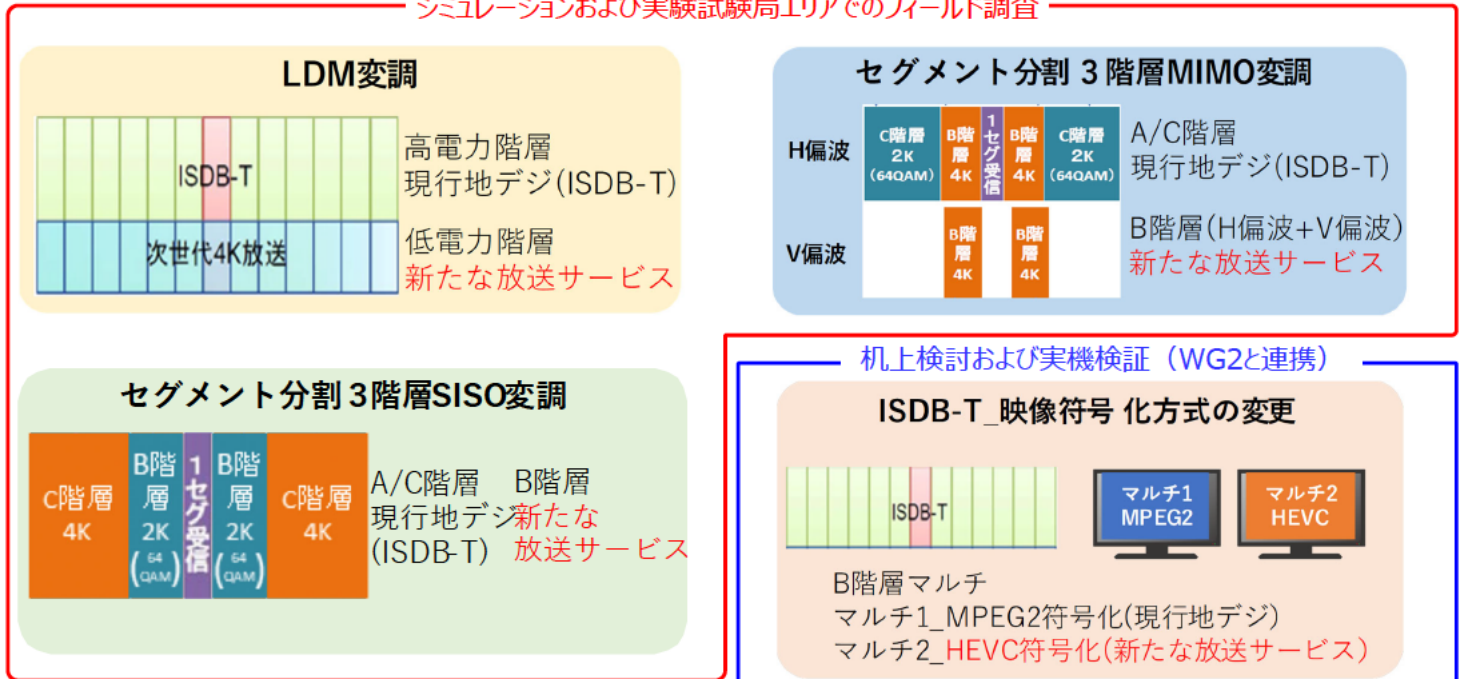 シミュレーションおよび実験試験局エリアでのフィールド調査
LDM変調
ISDB-T
次世代4K放送
高電力階層
現行地デジ(ISDB-T)
低電力階層
新たな放送サービス
セグメント分割３階層MIMO変調
H偏波
C階層
2K
(64QAM)
B階
層
4K
1
セ
グ
受
信
B階
層
4K
C階層
2K
(64QAM)
V偏波
B階
層
4K
B階
層
4K
A/C階層
現行地デジ(ISDB-T)
B階層(H偏波+V偏波)
新たな放送サービス
セグメント分割３階層SISO変調
C階層
4K
B階
層
2K
(64
QAM)
1
セ
グ
受
信
B階
層
2K
(64
QAM)
C階層
4K
A/C階層
現行地デジ
(ISDB-T)
B階層
新たな
放送サービス
机上検討および実機検証（WG2と連携）
ISDB-T_映像符号 化方式の変更
ISDB-T
マルチ1
MPEG2
マルチ2
HEVC
B階層マルチ
マルチ1_MPEG2符号化(現行地デジ)
マルチ2_HEVC符号化(新たな放送サービス)